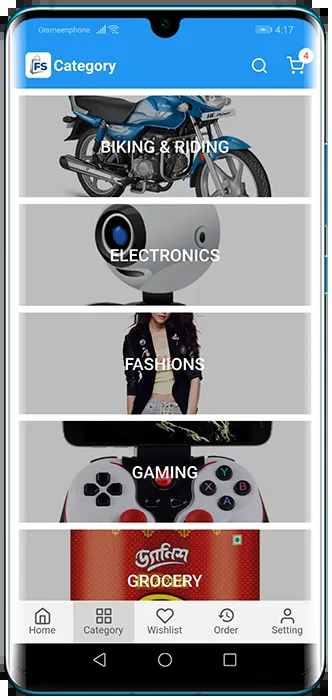 Grameenphone
4:17
FS
Category
4
BIKING & RIDING
ELECTRONICS
FASHIONS
GAMING
Y
X
B
A
ড্যানিশ
GROCERY
Home
Category
Wishlist
Order
Setting